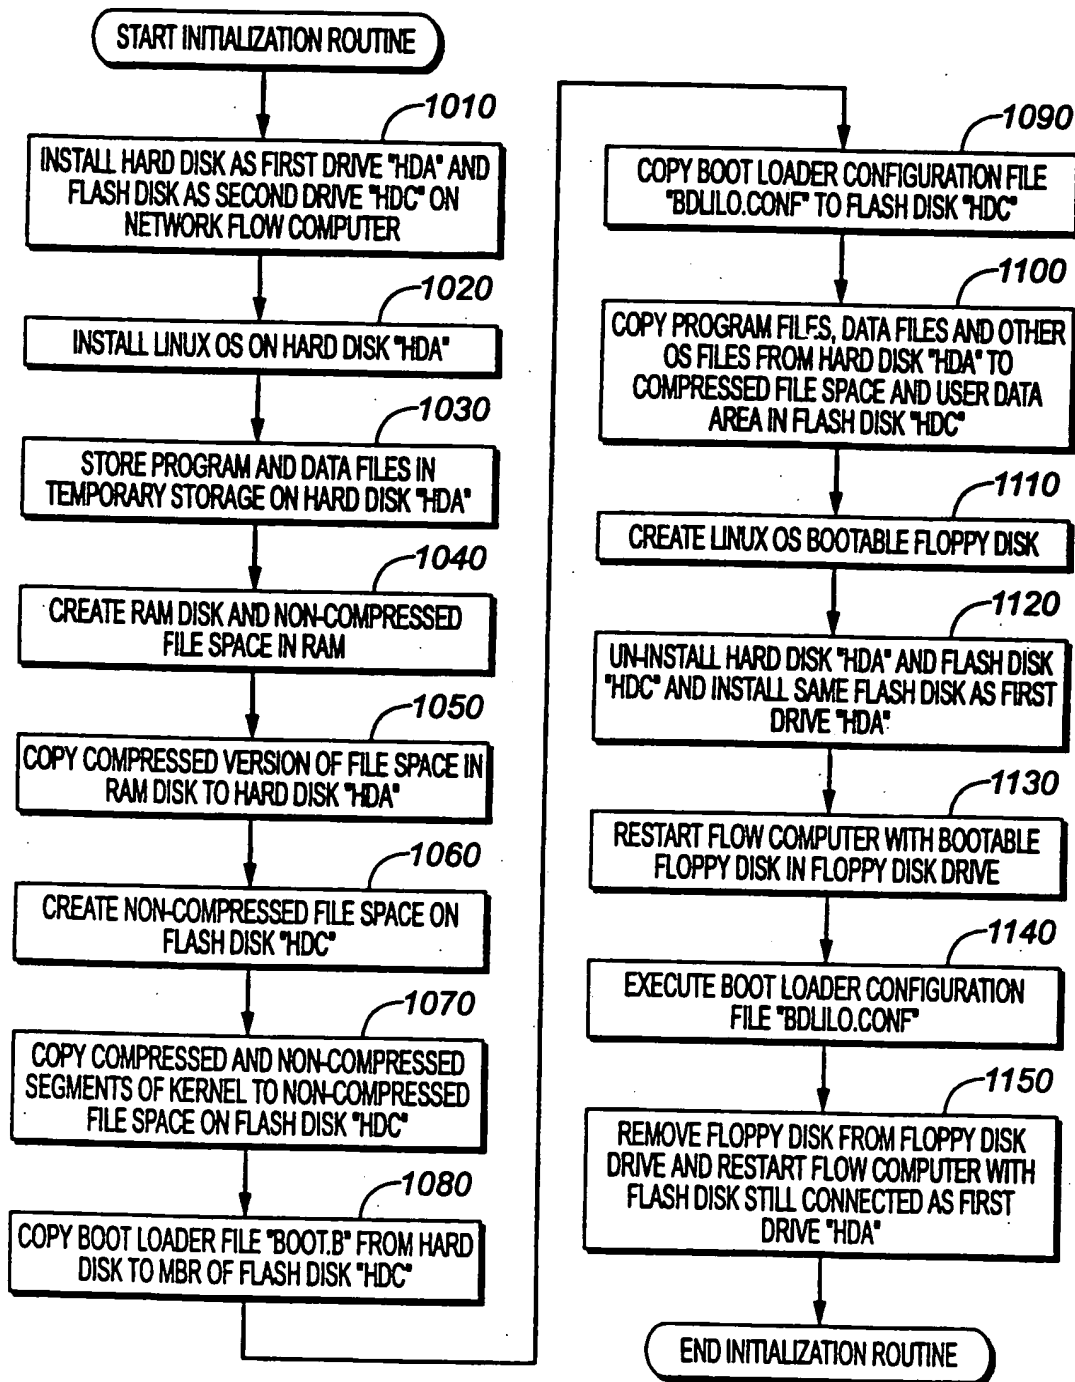 START INITIALIZATION ROUTINE
1010
INSTALL HARD DISK AS FIRST DRIVE "HDA" AND
FLASH DISK AS SECOND DRIVE "HDC" ON
NETWORK FLOW COMPUTER
1020
INSTALL LINUX OS ON HARD DISK "HDA"
1030
STORE PROGRAM AND DATA FILES IN
TEMPORARY STORAGE ON HARD DISK "HDA"
1040
CREATE RAM DISK AND NON-COMPRESSED
FILE SPACE IN RAM
1050
COPY COMPRESSED VERSION OF FILE SPACE IN
RAM DISK TO HARD DISK "HDA"
1060
CREATE NON-COMPRESSED FILE SPACE ON
FLASH DISK "HDC"
1070
COPY COMPRESSED AND NON-COMPRESSED
SEGMENTS OF KERNEL TO NON-COMPRESSED
FILE SPACE ON FLASH DISK "HDC"
1080
COPY BOOT LOADER FILE "BOOT.B" FROM HARD
DISK TO MBR OF FLASH DISK "HDC"
1090
COPY BOOT LOADER CONFIGURATION FILE
"BDLILO.CONF" TO FLASH DISK "HDC"
1100
COPY PROGRAM FILES, DATA FILES AND OTHER
OS FILES FROM HARD DISK "HDA" TO
COMPRESSED FILE SPACE AND USER DATA
AREA IN FLASH DISK "HDC"
1110
CREATE LINUX OS BOOTABLE FLOPPY DISK
1120
UN-INSTALL HARD DISK "HDA" AND FLASH DISK
"HDC" AND INSTALL SAME FLASH DISK AS FIRST
DRIVE "HDA"
1130
RESTART FLOW COMPUTER WITH BOOTABLE
FLOPPY DISK IN FLOPPY DISK DRIVE
1140
EXECUTE BOOT LOADER CONFIGURATION
FILE "BDLILO.CONF"
1150
REMOVE FLOPPY DISK FROM FLOPPY DISK
DRIVE AND RESTART FLOW COMPUTER WITH
FLASH DISK STILL CONNECTED AS FIRST
DRIVE "HDA"
END INITIALIZATION ROUTINE